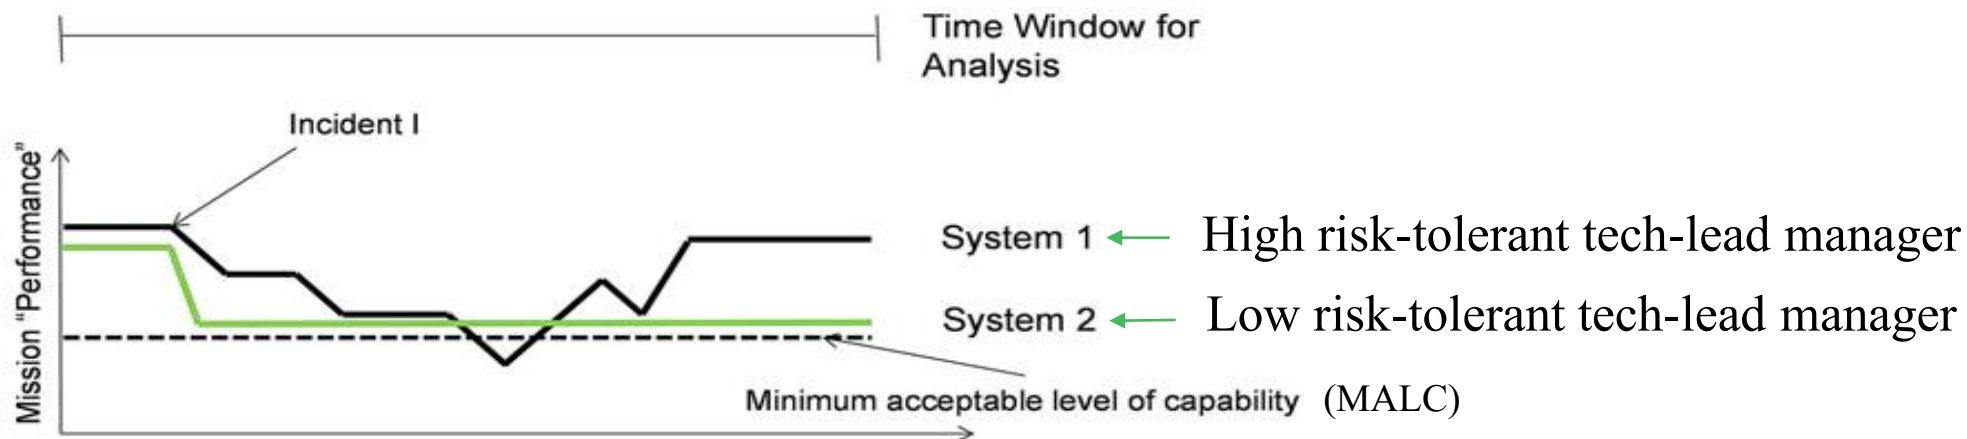 Time Window for
Analysis
Incident I
Mission “Performance”
System 1
High risk-tolerant tech-lead manager
System 2
Low risk-tolerant tech-lead manager
Minimum acceptable level of capability (MALC)